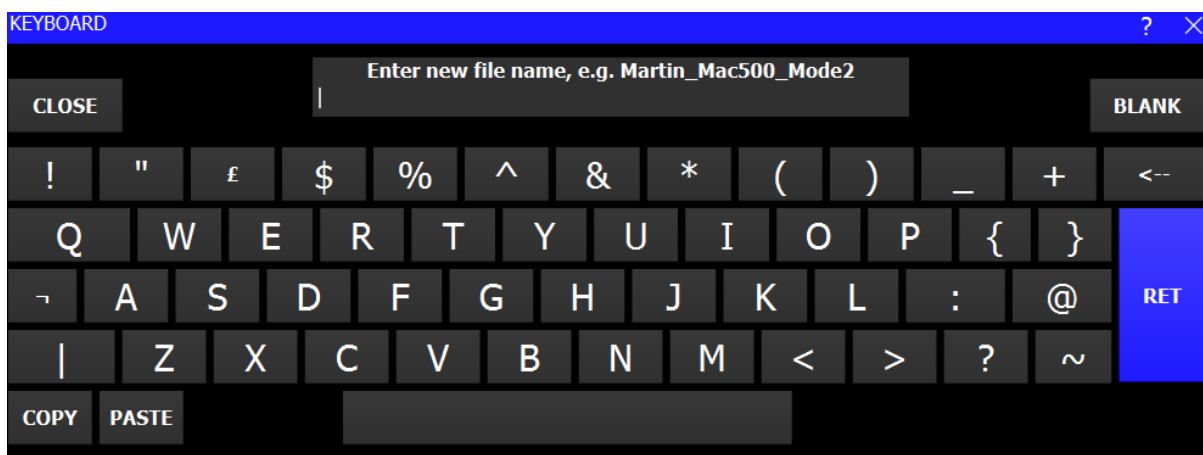 KEYBOARD ? ×
Enter new file name, e.g. Martin_Mac500_Mode2
CLOSE BLANK
! " £ $ % ^ & * ( ) _ + <--
Q W E R T Y U I O P { }
¬ A S D F G H J K L : @ RET
| Z X C V B N M < > ? ~
COPY PASTE